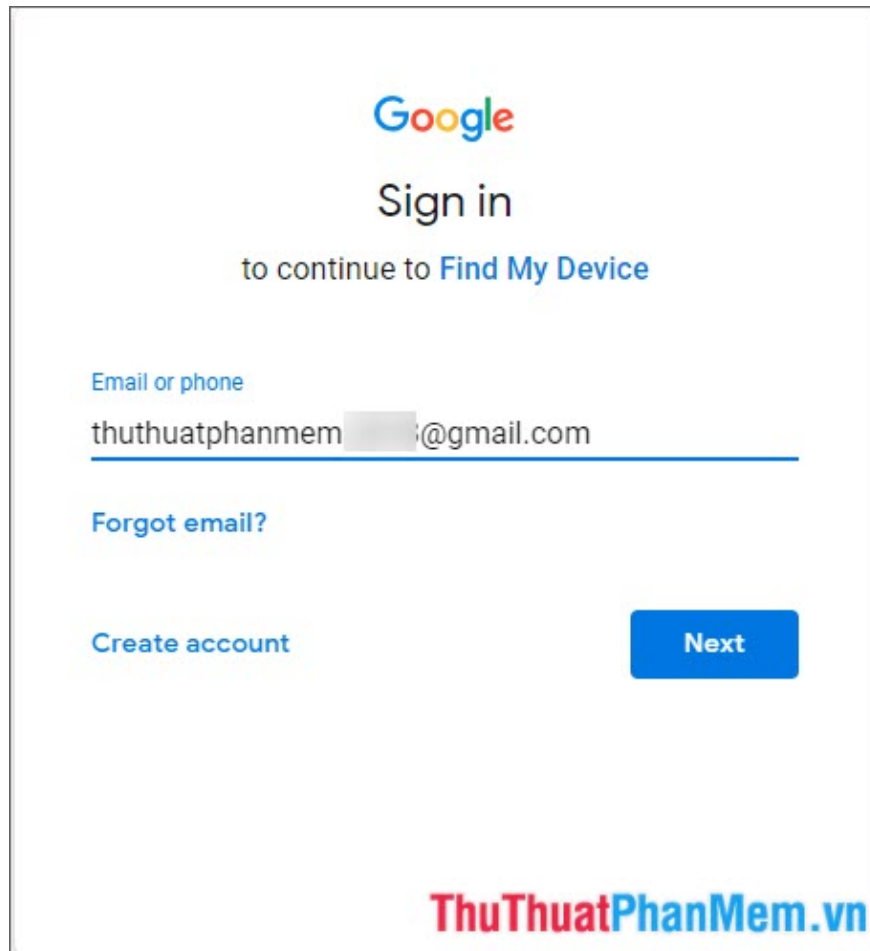 Google
Sign in
to continue to Find My Device
Email or phone
thuthuatphanmem @gmail.com
Forgot email?
Create account
Next
ThuThuatPhanMem.vn